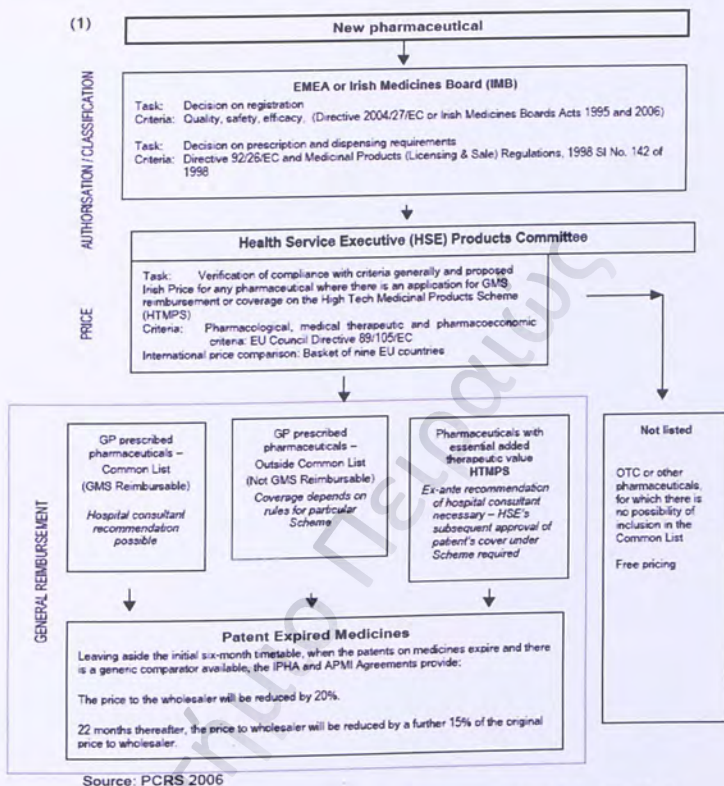 (1)
New pharmaceutical
AUTHORISATION / CLASSIFICATION
EMEA or Irish Medicines Board (IMB)
Task: Decision on registration
Criteria: Quality, safety, efficacy, (Directive 2004/27/EC or Irish Medicines Boards Acts 1995 and 2006)
Task: Decision on prescription and dispensing requirements
Criteria: Directive 92/26/EC and Medicinal Products (Licensing & Sale) Regulations, 1998 SI No. 142 of
1998
PRICE
Health Service Executive (HSE) Products Committee
Task: Verification of compliance with criteria generally and proposed
Irish Price for any pharmaceutical where there is an application for GMS
reimbursement or coverage on the High Tech Medicinal Products Scheme
(HTMPS)
Criteria: Pharmacological, medical therapeutic and pharmacoeconomic
criteria: EU Council Directive 89/105/EC
International price comparison: Basket of nine EU countries
GENERAL REIMBURSEMENT
GP prescribed
pharmaceuticals –
Common List
(GMS Reimbursable)
Hospital consultant
recommendation
possible
GP prescribed
pharmaceuticals –
Outside Common List
(Not GMS Reimbursable)
Coverage depends on
rules for particular
Scheme
Pharmaceuticals with
essential added
therapeutic value
HTMPS
Ex-ante recommendation
of hospital consultant
necessary – HSE's
subsequent approval of
patient's cover under
Scheme required
Not listed
OTC or other
pharmaceuticals,
for which there is
no possibility of
inclusion in the
Common List
Free pricing
Patent Expired Medicines
Leaving aside the initial six-month timetable, when the patents on medicines expire and there
is a generic comparator available, the IPHA and APMI Agreements provide:
The price to the wholesaler will be reduced by 20%.
22 months thereafter, the price to wholesaler will be reduced by a further 15% of the original
price to wholesaler.
Source: PCRS 2006
Πειραιώς